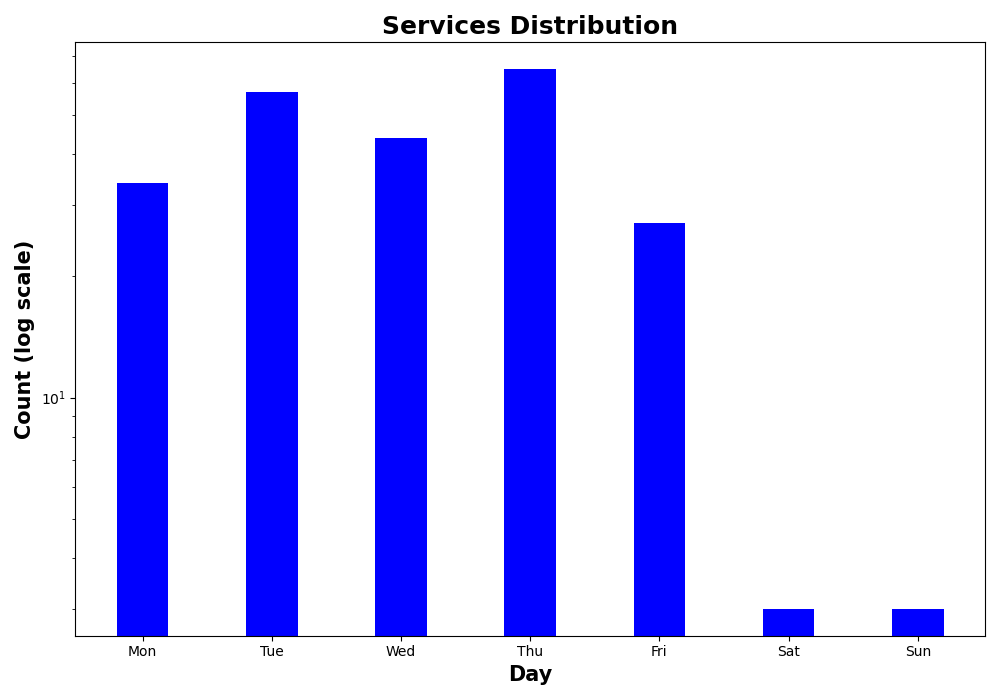 Services Distribution
Count (log scale)
10¹
Mon Tue Wed Thu Fri Sat Sun
Day